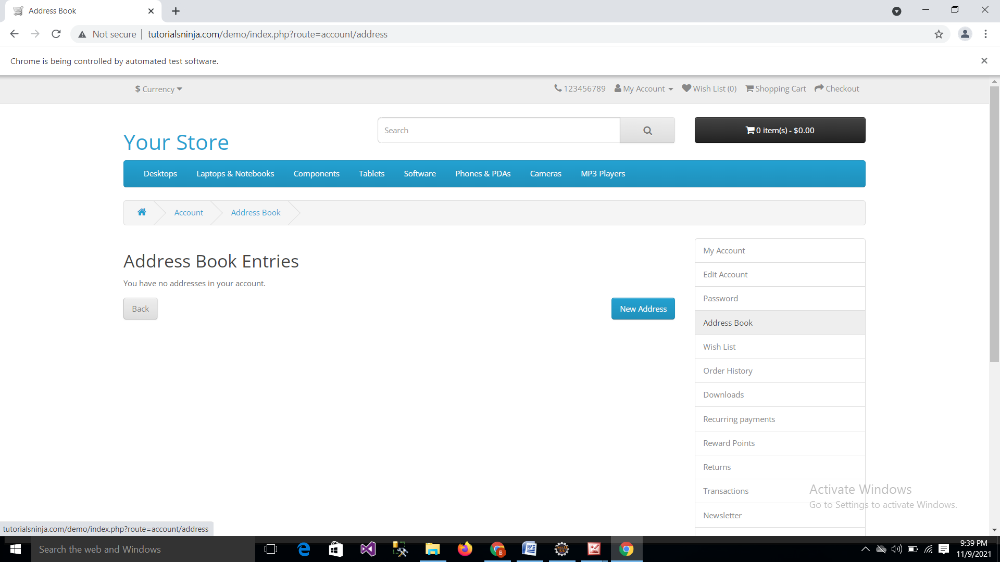 Address Book
Not secure
tutorialsninja.com/demo/index.php?route=account/address
Chrome is being controlled by automated test software.
$ Currency
123456789
My Account
Wish List (0)
Shopping Cart
Checkout
Your Store
Search
0 item(s) - $0.00
Desktops
Laptops & Notebooks
Components
Tablets
Software
Phones & PDAs
Cameras
MP3 Players
Account
Address Book
Address Book Entries
You have no addresses in your account.
Back
New Address
My Account
Edit Account
Password
Address Book
Wish List
Order History
Downloads
Recurring payments
Reward Points
Returns
Transactions
Newsletter
Activate Windows
Go to Settings to activate Windows.
tutorialsninja.com/demo/index.php?route=account/address
Search the web and Windows
9:39 PM
11/9/2021